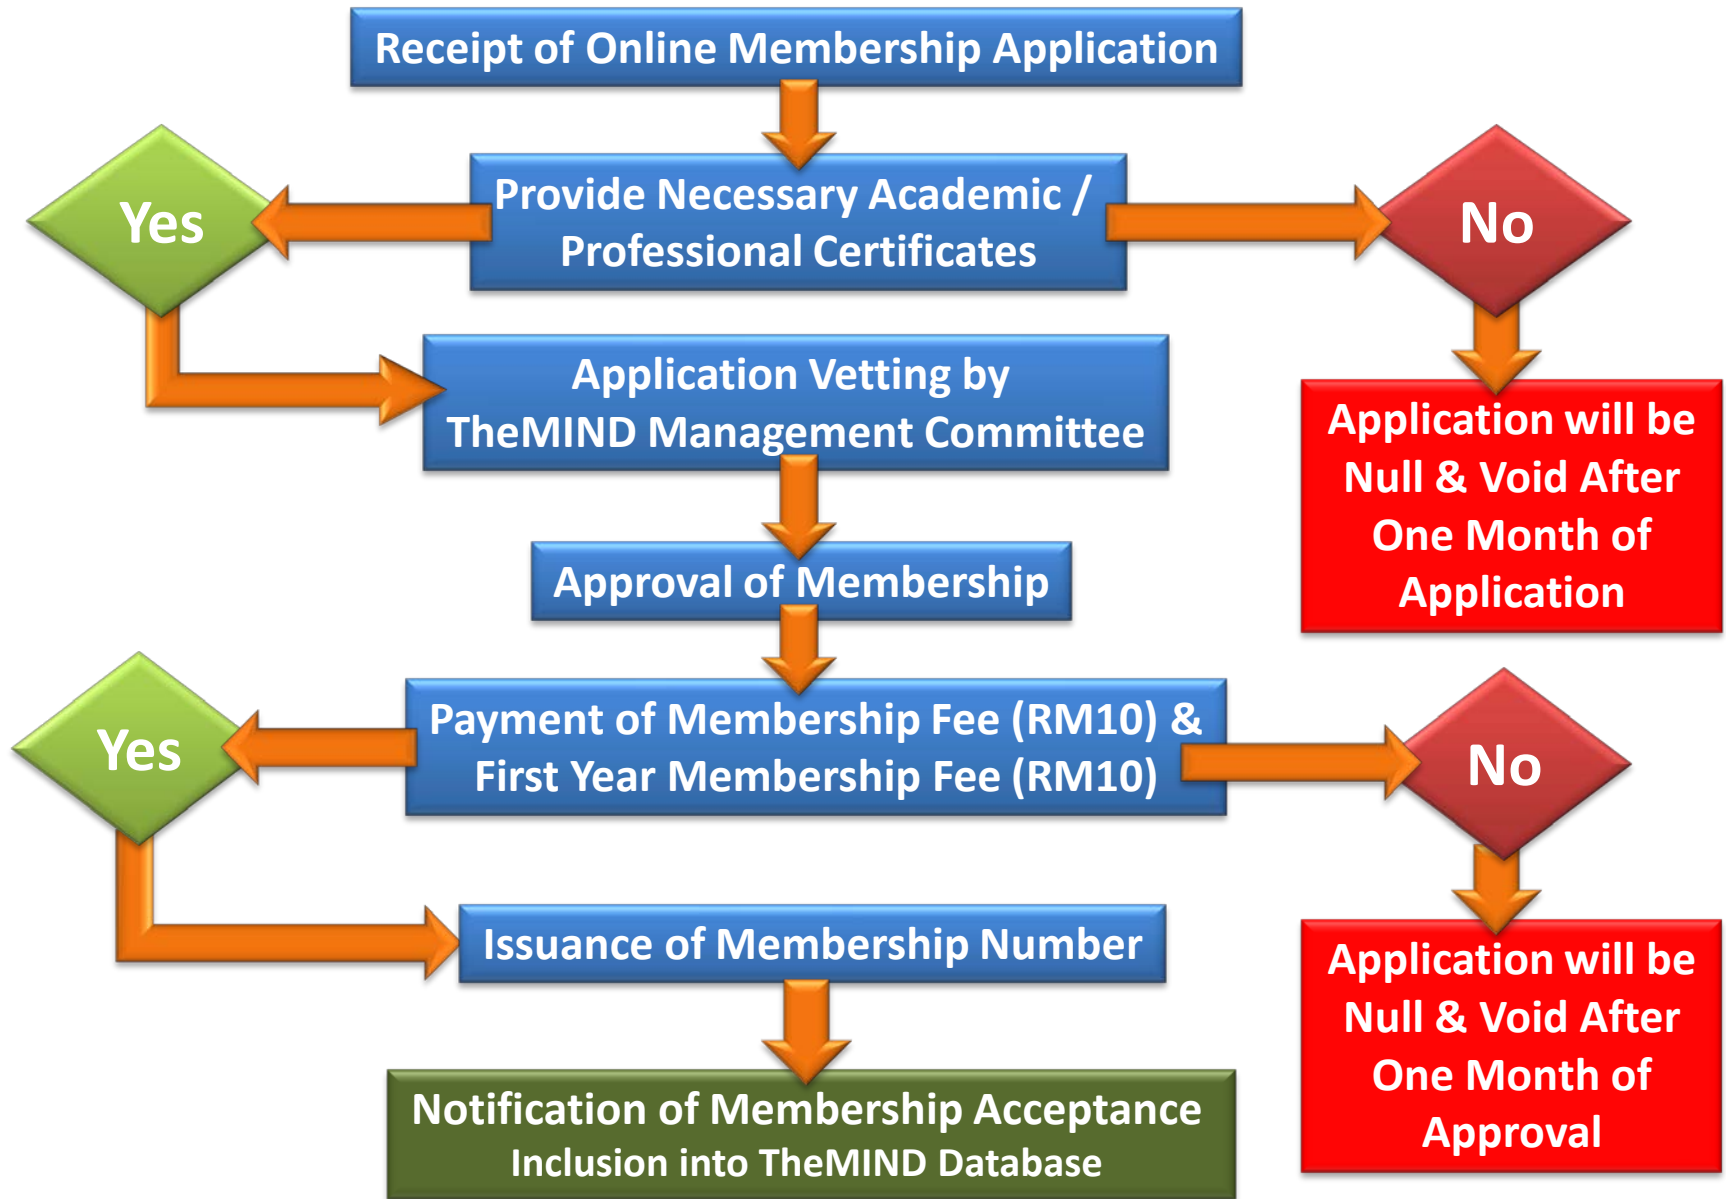 Receipt of Online Membership Application
Yes
Provide Necessary Academic /
Professional Certificates
No
Application Vetting by
TheMIND Management Committee
Application will be
Null & Void After
One Month of
Application
Approval of Membership
Yes
Payment of Membership Fee (RM10) &
First Year Membership Fee (RM10)
No
Issuance of Membership Number
Application will be
Null & Void After
One Month of
Approval
Notification of Membership Acceptance
Inclusion into TheMIND Database